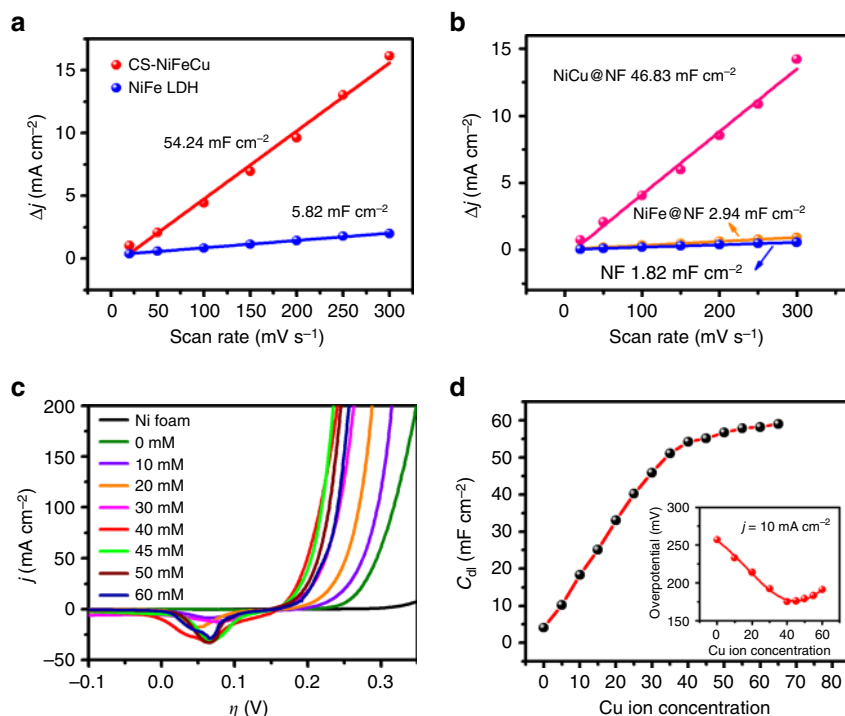 a
CS-NiFeCu
NiFe LDH
54.24 mF cm⁻²
5.82 mF cm⁻²
15
10
5
0
Δj (mA cm⁻²)
0 50 100 150 200 250 300
Scan rate (mV s⁻¹)
b
NiCu@NF 46.83 mF cm⁻²
NiFe@NF 2.94 mF cm⁻²
NF 1.82 mF cm⁻²
15
10
5
0
Δj (mA cm⁻²)
0 50 100 150 200 250 300
Scan rate (mV s⁻¹)
c
Ni foam
0 mM
10 mM
20 mM
30 mM
40 mM
45 mM
50 mM
60 mM
200
150
100
50
0
−50
j (mA cm⁻²)
−0.1 0.0 0.1 0.2 0.3
η (V)
d
80
70
60
50
40
30
20
10
0
C_dl (mF cm⁻²)
0 10 20 30 40 50 60 70 80
Cu ion concentration
j = 10 mA cm⁻²
300
250
200
150
Overpotential (mV)
0 20 40 60
Cu ion concentration